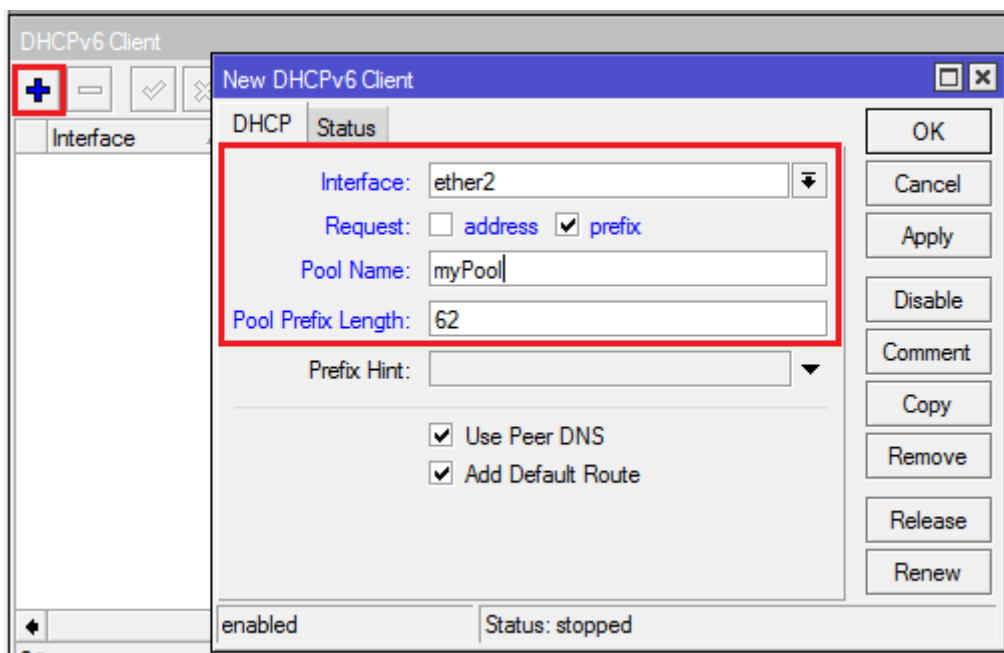 DHCPv6 Client
New DHCPv6 Client
DHCP Status
Interface
Interface: ether2
Request: address prefix
Pool Name: myPool
Pool Prefix Length: 62
Prefix Hint:
Use Peer DNS
Add Default Route
OK
Cancel
Apply
Disable
Comment
Copy
Remove
Release
Renew
enabled Status: stopped